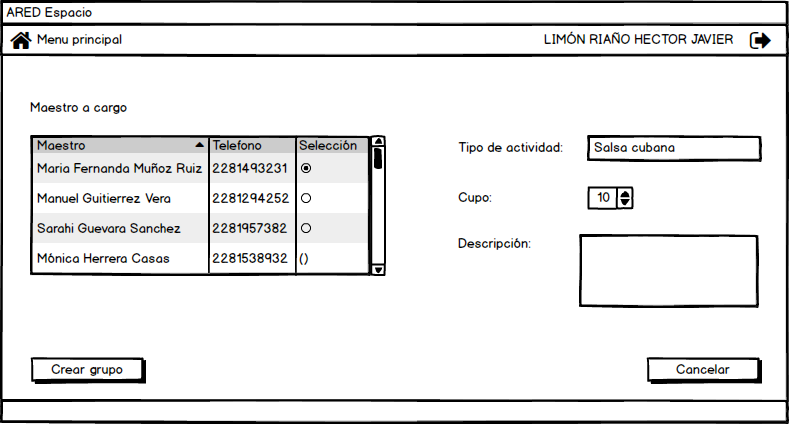 ARED Espacio
Menu principal
LIMÓN RIAÑO HECTOR JAVIER
Maestro a cargo
Maestro Telefono Selección
Maria Fernanda Muñoz Ruiz 2281493231
Manuel Guitierrez Vera 2281294252
Sarahi Guevara Sanchez 2281957382
Mónica Herrera Casas 2281538932 ()
Tipo de actividad: Salsa cubana
Cupo: 10
Descripción:
Crear grupo
Cancelar